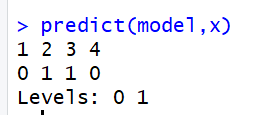 > predict(model,x)
1 2 3 4
0 1 1 0
Levels: 0 1